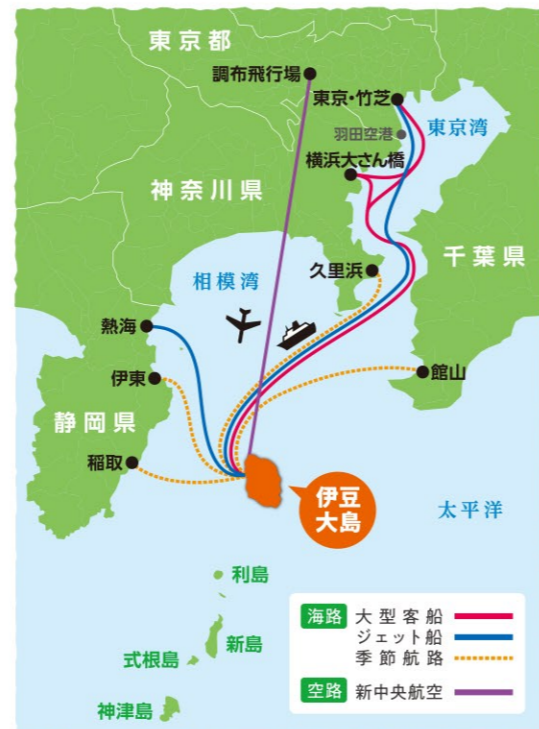 東京都
調布飛行場
東京・竹芝
羽田空港
東京湾
横浜大さん橋
神奈川県
千葉県
久里浜
相模湾
熱海
伊東
館山
静岡県
稲取
伊豆
大島
太平洋
利島
新島
式根島
神津島
海路 大型客船
ジェット船
季節航路
空路 新中央航空